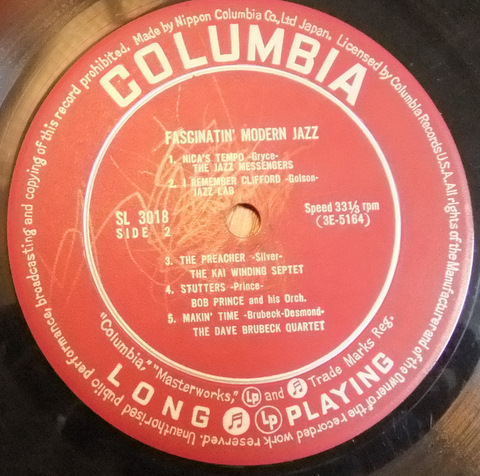 Made by Nippon Columbia Co., Ltd Japan. Licensed by Columbia Records U.S.A. All rights of the Manufacturer and of the Owner of the recorded work reserved. Unauthorised public performance, broadcasting and copying of this record prohibited.
COLUMBIA
FASCINATIN' MODERN JAZZ
1. NICA'S TEMPO -Gryce-
THE JAZZ MESSENGERS
2. I REMEMBER CLIFFORD -Golson-
JAZZ LAB
SL 3018
SIDE 2
Speed 33 1/3 rpm
(3E-5164)
3. THE PREACHER -Silver-
THE KAI WINDING SEPTET
4. STUTTERS -Prince-
BOB PRINCE and his Orch.
5. MAKIN' TIME -Brubeck-Desmond-
THE DAVE BRUBECK QUARTET
"Columbia," "Masterworks," Lp and Trade Marks Reg.
LONG Lp PLAYING